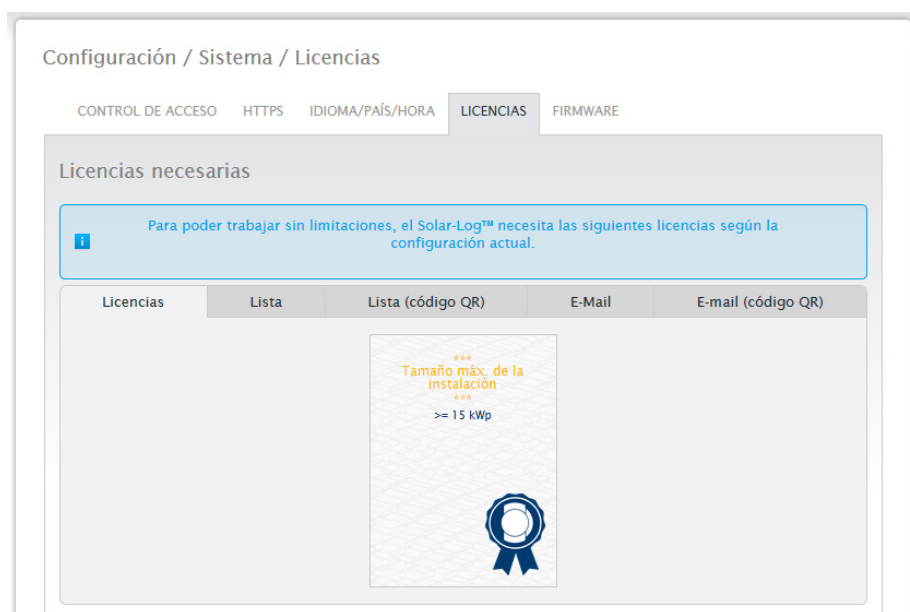 Configuración / Sistema / Licencias
CONTROL DE ACCESO HTTPS IDIOMA/PAÍS/HORA LICENCIAS FIRMWARE
Licencias necesarias
i
Para poder trabajar sin limitaciones, el Solar-Log™ necesita las siguientes licencias según la
configuración actual.
Licencias Lista Lista (código QR) E-Mail E-mail (código QR)
***
Tamaño máx. de la
instalación
***
>= 15 kWp